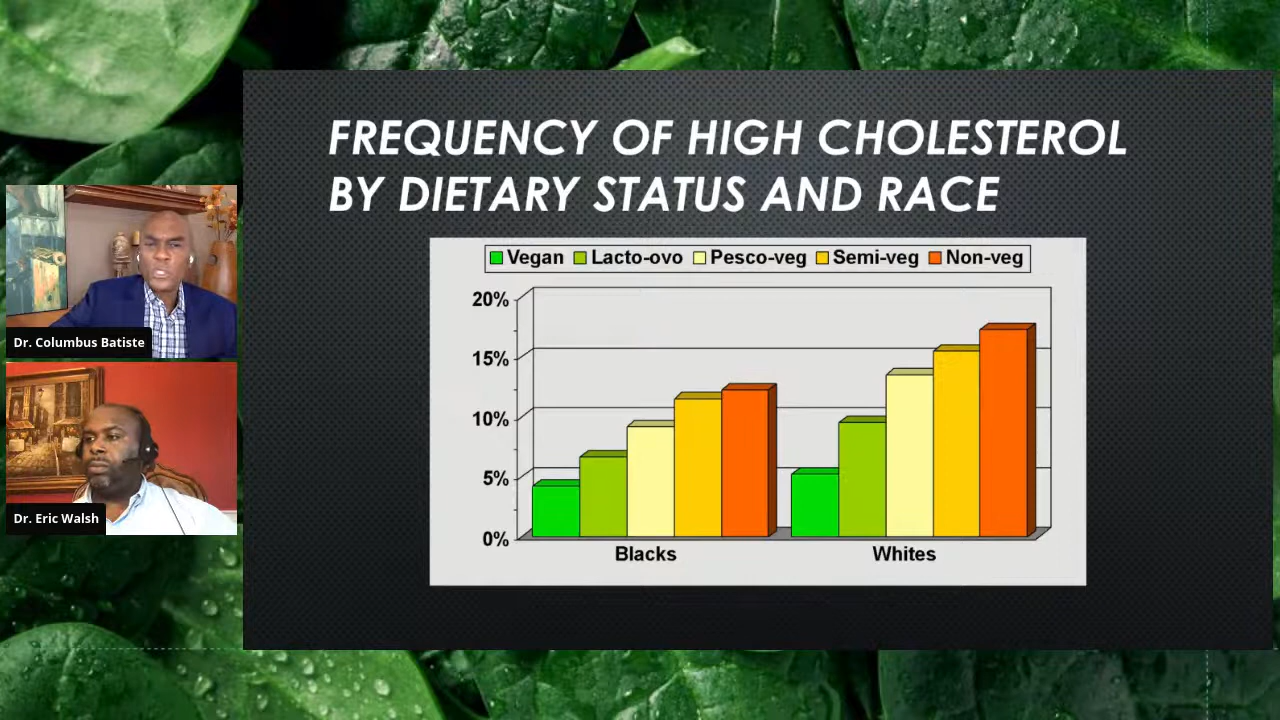 FREQUENCY OF HIGH CHOLESTEROL
BY DIETARY STATUS AND RACE
Vegan Lacto-ovo Pesco-veg Semi-veg Non-veg
20%
15%
10%
5%
0%
Blacks Whites
Dr. Columbus Batiste
Dr. Eric Walsh